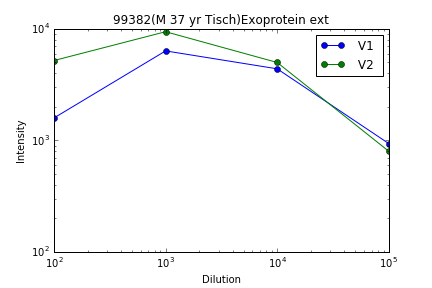 99382(M 37 yr Tisch)Exoprotein ext
10^4
10^3
10^2
Intensity
V1
V2
10^2 10^3 10^4 10^5
Dilution